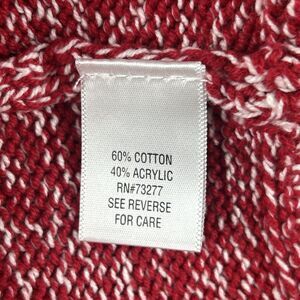 60% COTTON
40% ACRYLIC
RN#73277
SEE REVERSE
FOR CARE